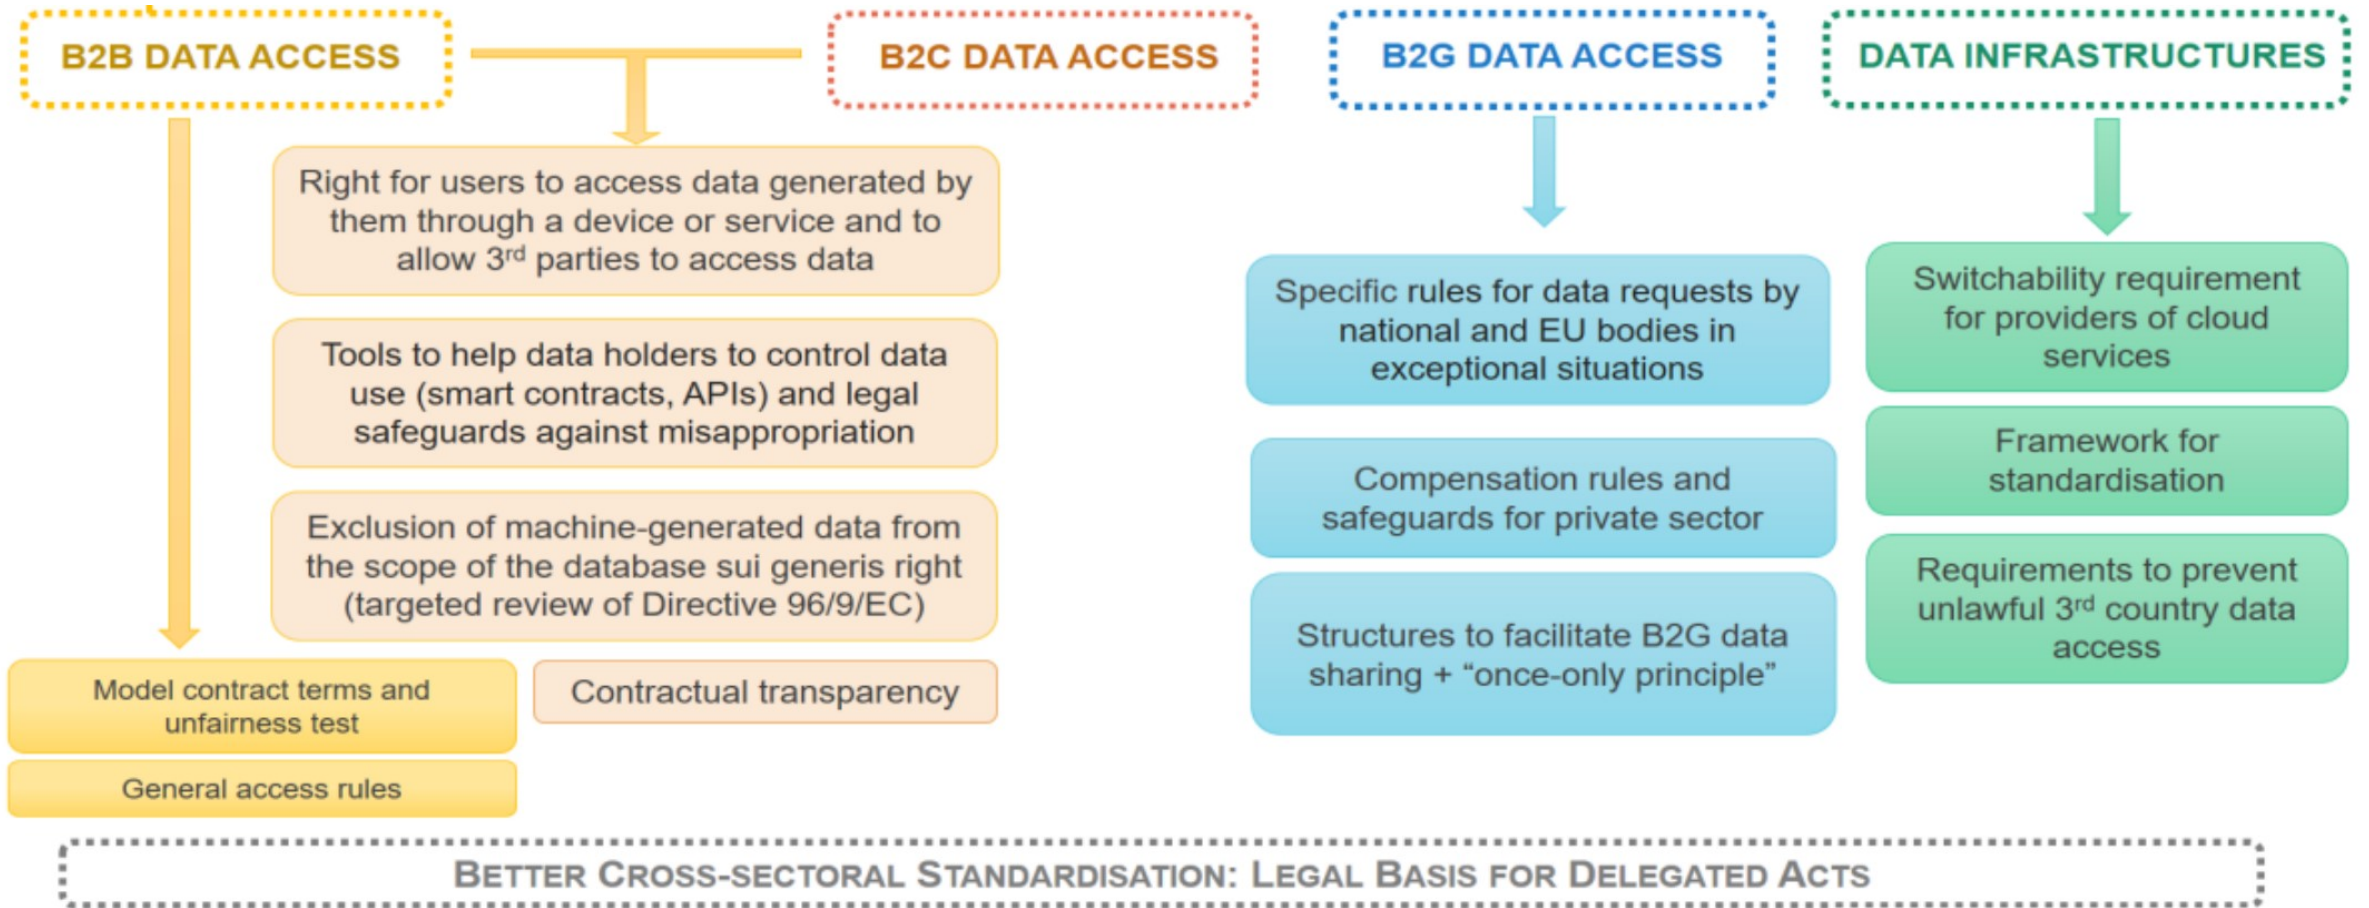 B2B DATA ACCESS
B2C DATA ACCESS
B2G DATA ACCESS
DATA INFRASTRUCTURES
Right for users to access data generated by
them through a device or service and to
allow 3rd parties to access data
Tools to help data holders to control data
use (smart contracts, APIs) and legal
safeguards against misappropriation
Exclusion of machine-generated data from
the scope of the database sui generis right
(targeted review of Directive 96/9/EC)
Model contract terms and
unfairness test
Contractual transparency
General access rules
Specific rules for data requests by
national and EU bodies in
exceptional situations
Compensation rules and
safeguards for private sector
Structures to facilitate B2G data
sharing + “once-only principle”
Switchability requirement
for providers of cloud
services
Framework for
standardisation
Requirements to prevent
unlawful 3rd country data
access
BETTER CROSS-SECTORAL STANDARDISATION: LEGAL BASIS FOR DELEGATED ACTS